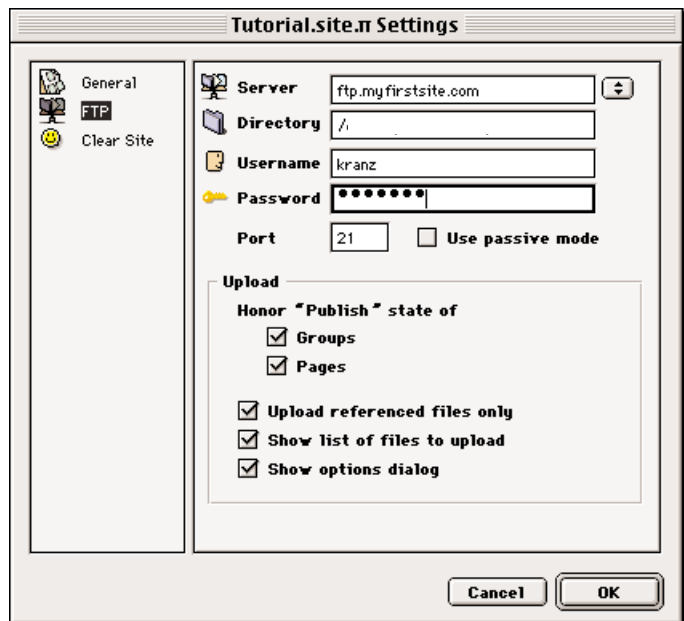 Tutorial.site.π Settings
General
FTP
Clear Site
Server ftp.myfirstsite.com
Directory /
Username kranz
Password •••••••
Port 21 Use passive mode
Upload
Honor "Publish" state of
Groups
Pages
Upload referenced files only
Show list of files to upload
Show options dialog
Cancel OK